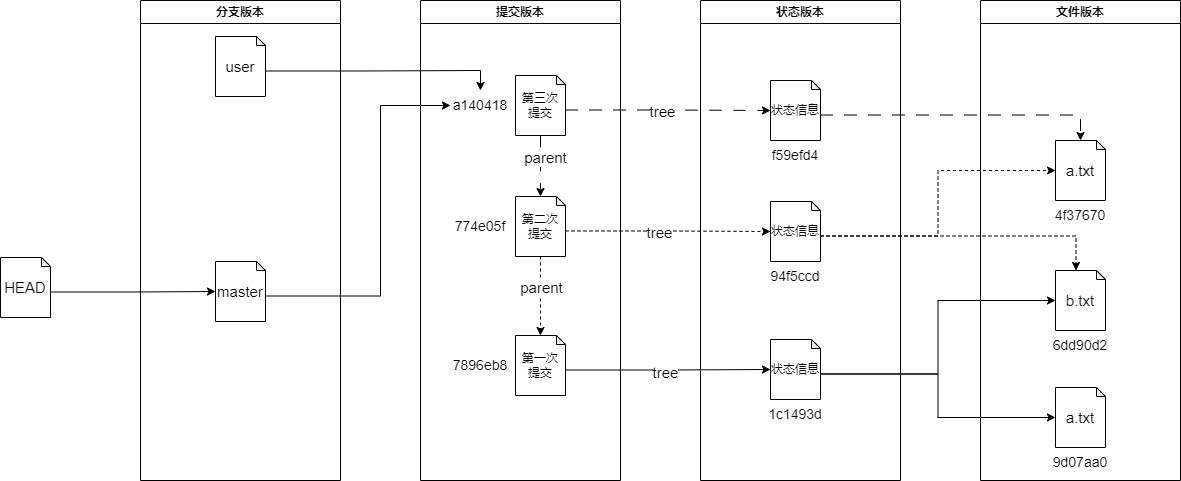 分支版本
提交版本
状态版本
文件版本
user
a140418
第三次
提交
tree
状态信息
f59efd4
parent
a.txt
4f37670
774e05f
第二次
提交
tree
状态信息
94f5ccd
HEAD
master
parent
b.txt
6dd90d2
7896eb8
第一次
提交
tree
状态信息
1c1493d
a.txt
9d07aa0